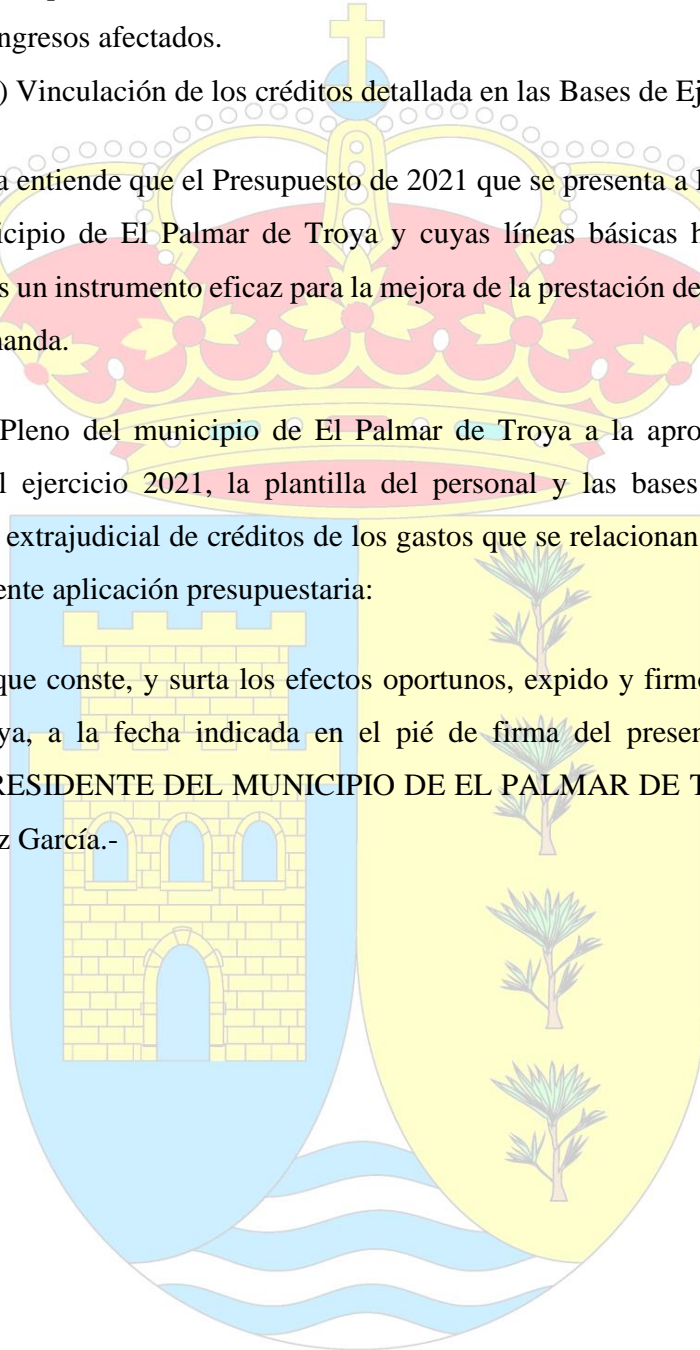 ngresos afectados.
) Vinculación de los créditos detallada en las Bases de Ej
a entiende que el Presupuesto de 2021 que se presenta a l
icipio de El Palmar de Troya y cuyas líneas básicas h
s un instrumento eficaz para la mejora de la prestación de
manda.
Pleno del municipio de El Palmar de Troya a la apro
l ejercicio 2021, la plantilla del personal y las bases
extrajudicial de créditos de los gastos que se relacionan
ente aplicación presupuestaria:
que conste, y surta los efectos oportunos, expido y firmo
ya, a la fecha indicada en el pié de firma del presen
RESIDENTE DEL MUNICIPIO DE EL PALMAR DE T
z García.-